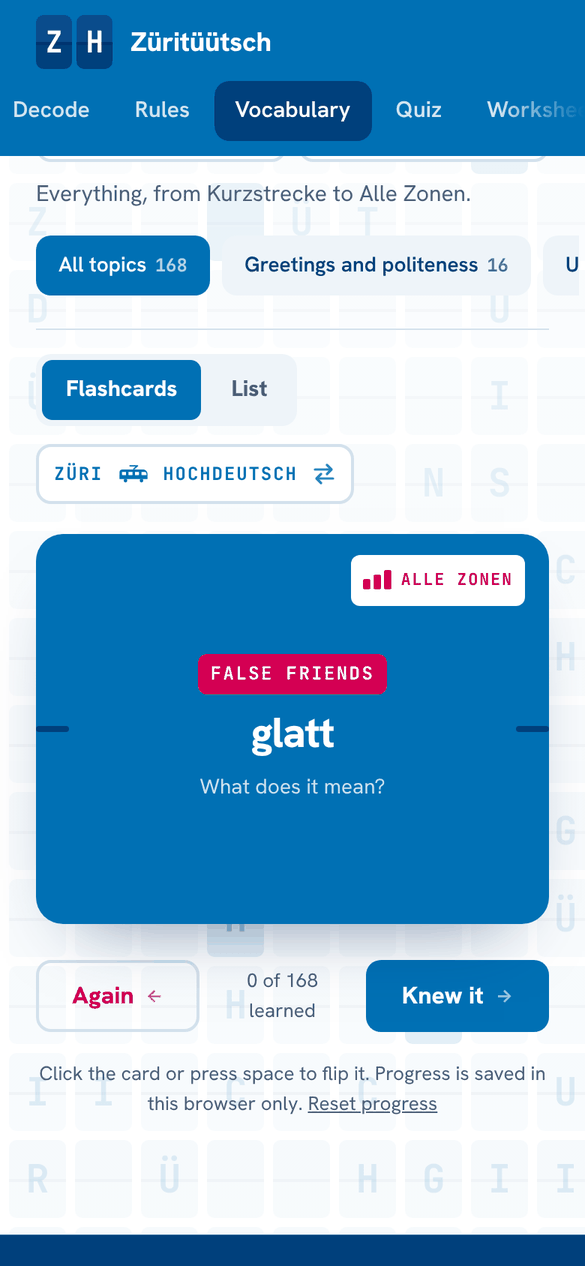 Z H Züritüütsch
Decode Rules Vocabulary Quiz Workshe
Everything, from Kurzstrecke to Alle Zonen.
All topics 168 Greetings and politeness 16 U
Flashcards List
ZÜRI HOCHDEUTSCH
ALLE ZONEN
FALSE FRIENDS
glatt
What does it mean?
Again ← 0 of 168 Knew it →
learned
Click the card or press space to flip it. Progress is saved in
this browser only. Reset progress